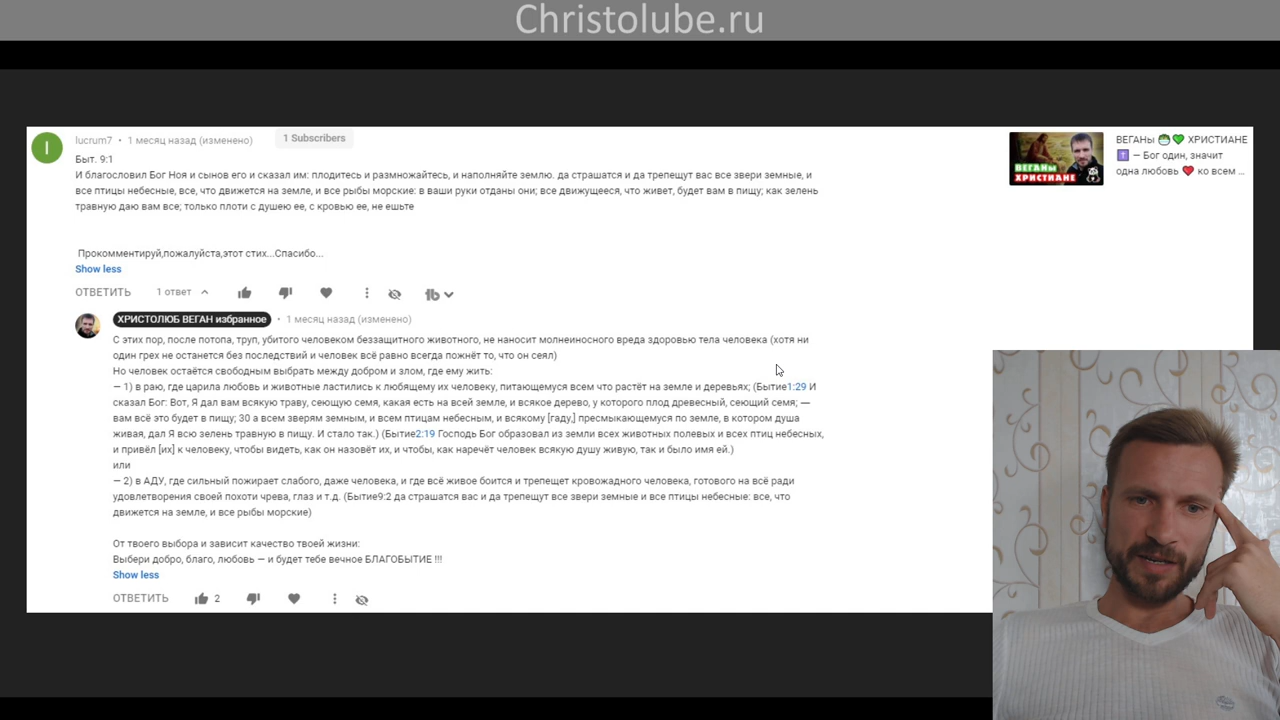 Christolube.ru
lucrum7 • 1 месяц назад (изменено)
1 Subscribers
Быт. 9:1
И благословил Бог Ноя и сынов его и сказал им: плодитесь и размножайтесь, и наполняйте землю. да страшатся и да трепещут вас все звери земные, и
все птицы небесные, все, что движется на земле, и все рыбы морские: в ваши руки отданы они; все движущееся, что живет, будет вам в пищу; как зелень
травную даю вам все; только плоти с душею ее, с кровью ее, не ешьте
Прокомментируй,пожалуйста,этот стих...Спасибо...
Show less
ОТВЕТИТЬ 1 ответ
ХРИСТОЛЮБ ВЕГАН избранное • 1 месяц назад (изменено)
С этих пор, после потопа, труп, убитого человеком беззащитного животного, не наносит молнеиносного вреда здоровью тела человека (хотя ни
один грех не останется без последствий и человек всё равно всегда пожнёт то, что он сеял)
Но человек остаётся свободным выбрать между добром и злом, где ему жить:
— 1) в раю, где царила любовь и животные ластились к любящему их человеку, питающемуся всем что растёт на земле и деревьях; (Бытие1:29 И
сказал Бог: Вот, Я дал вам всякую траву, сеющую семя, какая есть на всей земле, и всякое дерево, у которого плод древесный, сеющий семя; —
вам всё это будет в пищу; 30 а всем зверям земным, и всем птицам небесным, и всякому [гаду,] пресмыкающемуся по земле, в котором душа
живая, дал Я всю зелень травную в пищу. И стало так.) (Бытие2:19 Господь Бог образовал из земли всех животных полевых и всех птиц небесных,
и привёл [их] к человеку, чтобы видеть, как он назовёт их, и чтобы, как наречёт человек всякую душу живую, так и было имя ей.)
или
— 2) в АДУ, где сильный пожирает слабого, даже человека, и где всё живое боится и трепещет кровожадного человека, готового на всё ради
удовлетворения своей похоти чрева, глаз и т.д. (Бытие9:2 да страшатся вас и да трепещут все звери земные и все птицы небесные: все, что
движется на земле, и все рыбы морские)
От твоего выбора и зависит качество твоей жизни:
Выбери добро, благо, любовь — и будет тебе вечное БЛАГОБЫТИЕ !!!
Show less
ОТВЕТИТЬ 2
ВЕГАНЫ
ХРИСТИАНЕ
ВЕГАНы 🥗💚 ХРИСТИАНЕ
✝️ — Бог один, значит
одна любовь ❤️ ко всем ...